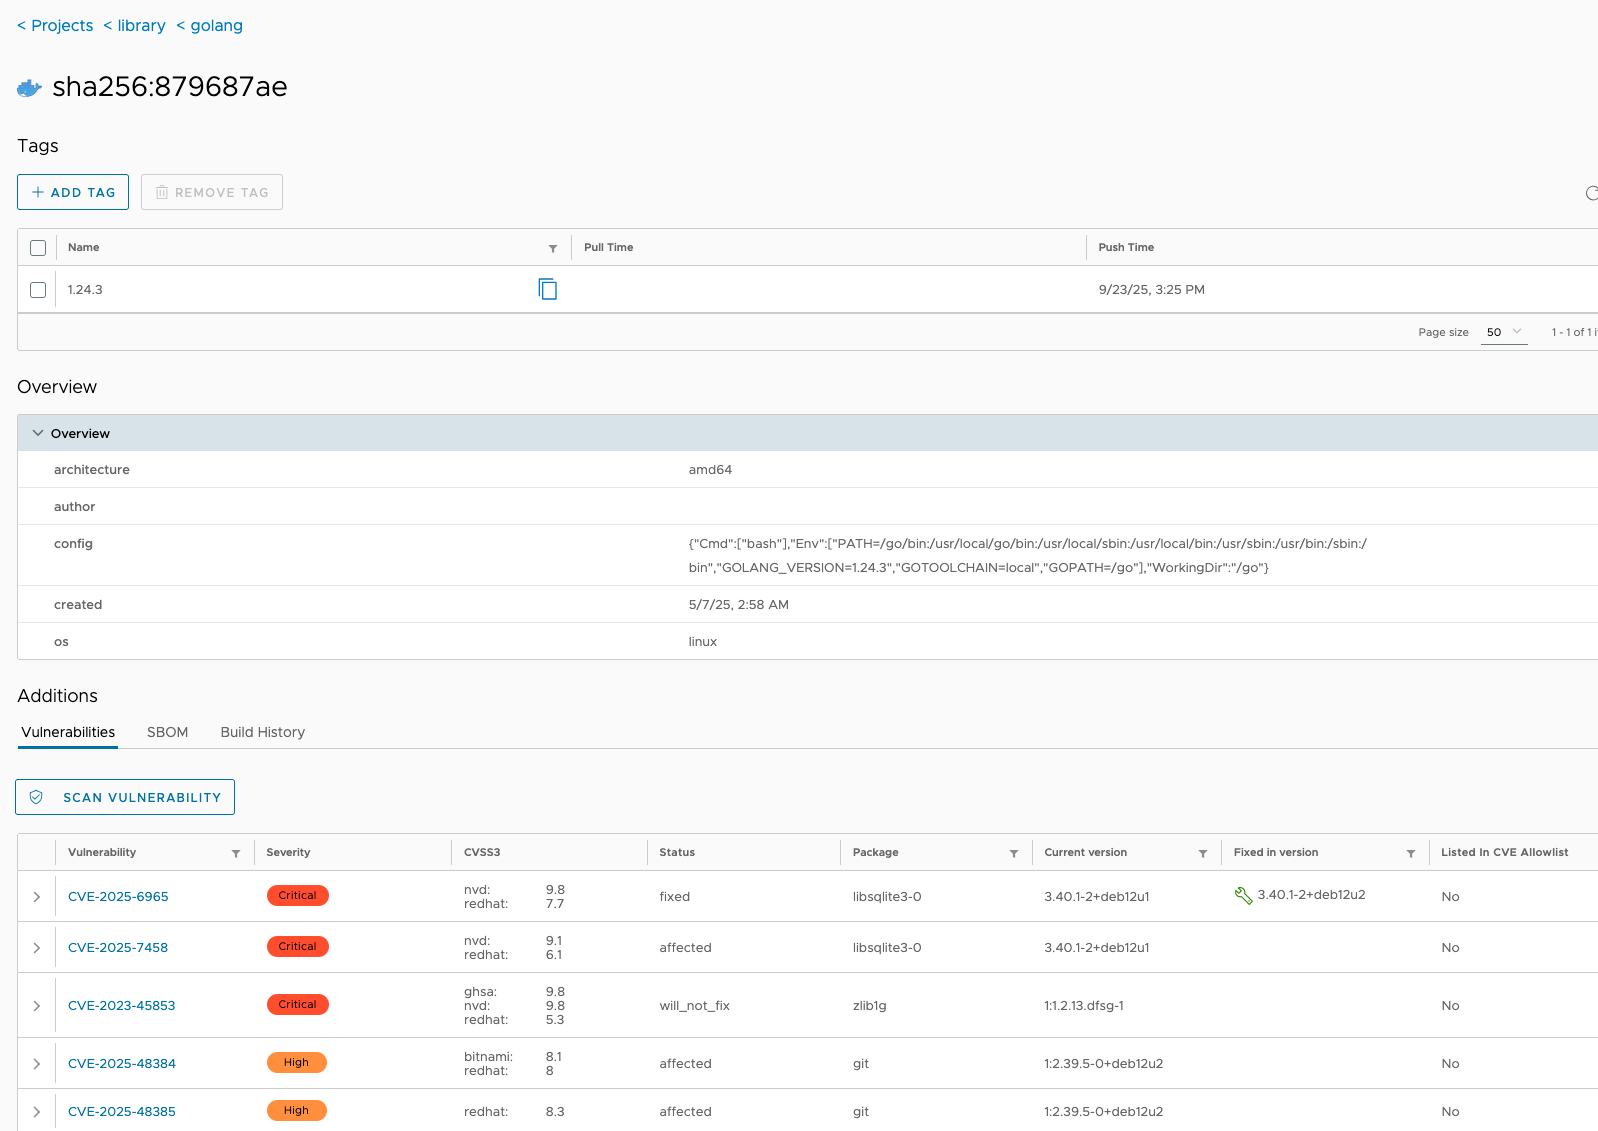 < Projects < library < golang
sha256:879687ae
Tags
ADD TAG REMOVE TAG
Name Pull Time Push Time
1.24.3 9/23/25, 3:25 PM
Page size 50 1 - 1 of 1
Overview
Overview
architecture amd64
author
config {"Cmd":["bash"],"Env":["PATH=/go/bin:/usr/local/go/bin:/usr/local/sbin:/usr/local/bin:/usr/sbin:/usr/bin:/sbin:/
bin","GOLANG_VERSION=1.24.3","GOTOOLCHAIN=local","GOPATH=/go"],"WorkingDir":"/go"}
created 5/7/25, 2:58 AM
os linux
Additions
Vulnerabilities SBOM Build History
SCAN VULNERABILITY
Vulnerability Severity CVSS3 Status Package Current version Fixed in version Listed In CVE Allowlist
CVE-2025-6965 Critical nvd: 9.8 fixed libsqlite3-0 3.40.1-2+deb12u1 3.40.1-2+deb12u2 No
redhat: 7.7
CVE-2025-7458 Critical nvd: 9.1 affected libsqlite3-0 3.40.1-2+deb12u1 No
redhat: 6.1
ghsa: 9.8
CVE-2023-45853 Critical nvd: 9.8 will_not_fix zlib1g 1:1.2.13.dfsg-1 No
redhat: 5.3
CVE-2025-48384 High bitnami: 8.1 affected git 1:2.39.5-0+deb12u2 No
redhat: 8
CVE-2025-48385 High redhat: 8.3 affected git 1:2.39.5-0+deb12u2 No